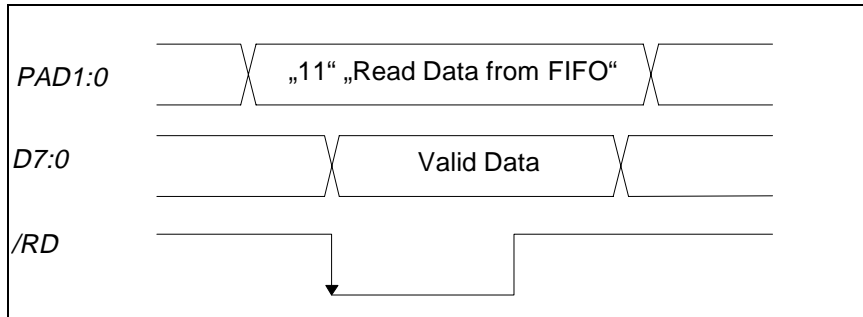 PAD1:0
„11“ „Read Data from FIFO“
D7:0
Valid Data
/RD